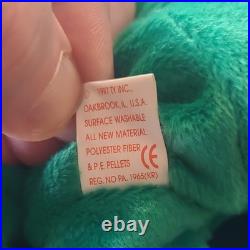 1997 TY INC.,
OAKBROOK, IL, U.S.A.
SURFACE WASHABLE
ALL NEW MATERIAL
POLYESTER FIBER
& P.E. PELLETS CE
REG. NO PA. 1965(KR)